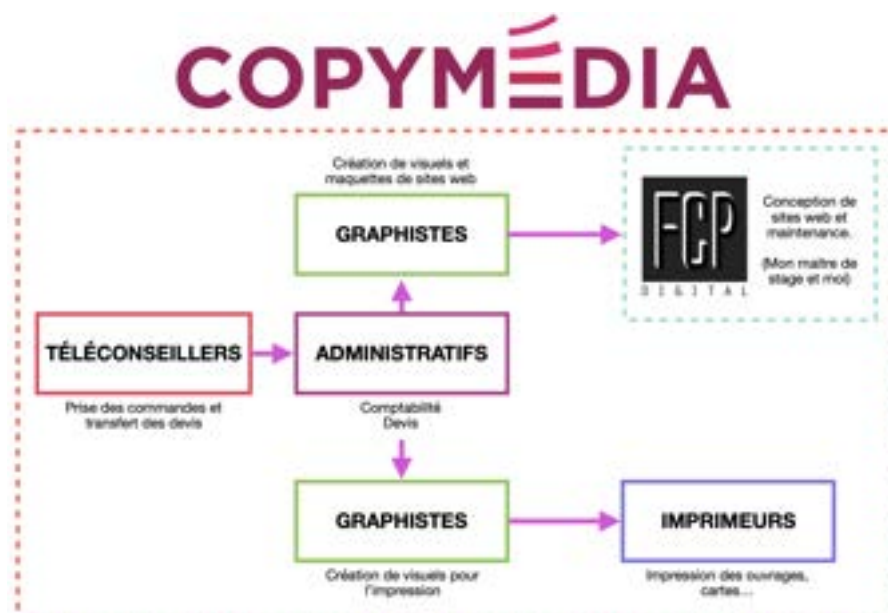 COPYMÉDIA
Création de visuels et
maquettes de sites web
GRAPHISTES
FCP
DIGITAL
Conception de
sites web et
maintenance.
(Mon maître de
stage et moi)
TÉLÉCONSEILLERS
Prise des commandes et
transfert des devis
ADMINISTRATIFS
Comptabilité
Devis
GRAPHISTES
Création de visuels pour
l'impression
IMPRIMEURS
Impression des ouvrages,
cartes...